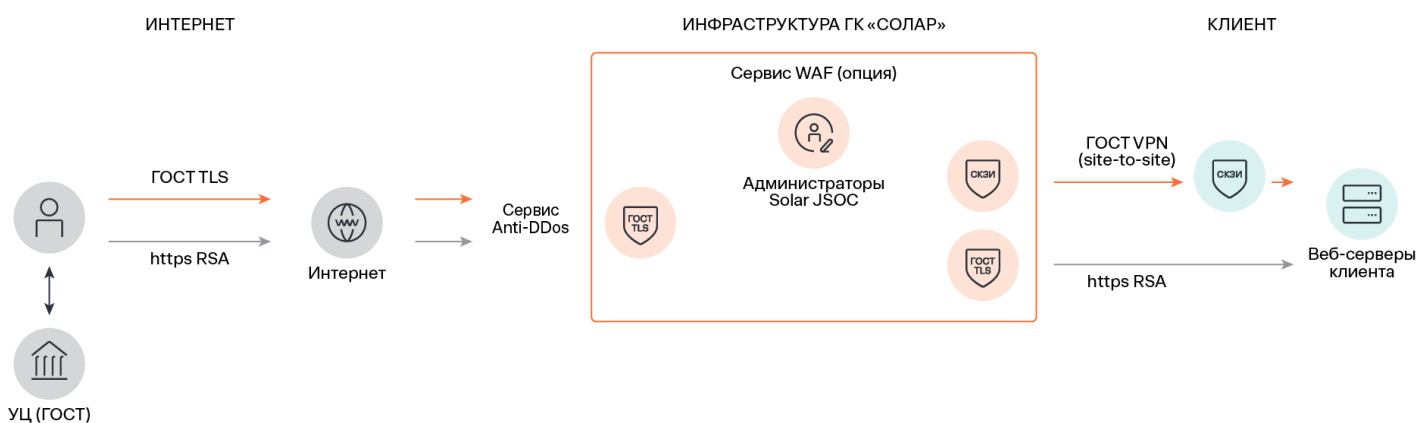 ИНТЕРНЕТ
ИНФРАСТРУКТУРА ГК «СОЛАР»
КЛИЕНТ
Сервис WAF (опция)
ГОСТ TLS
https RSA
Интернет
УЦ (ГОСТ)
Сервис
Anti-DDos
ГОСТ
TLS
Администраторы
Solar JSOC
СКЗИ
ГОСТ
TLS
ГОСТ VPN
(site-to-site)
https RSA
СКЗИ
Веб-серверы
клиента